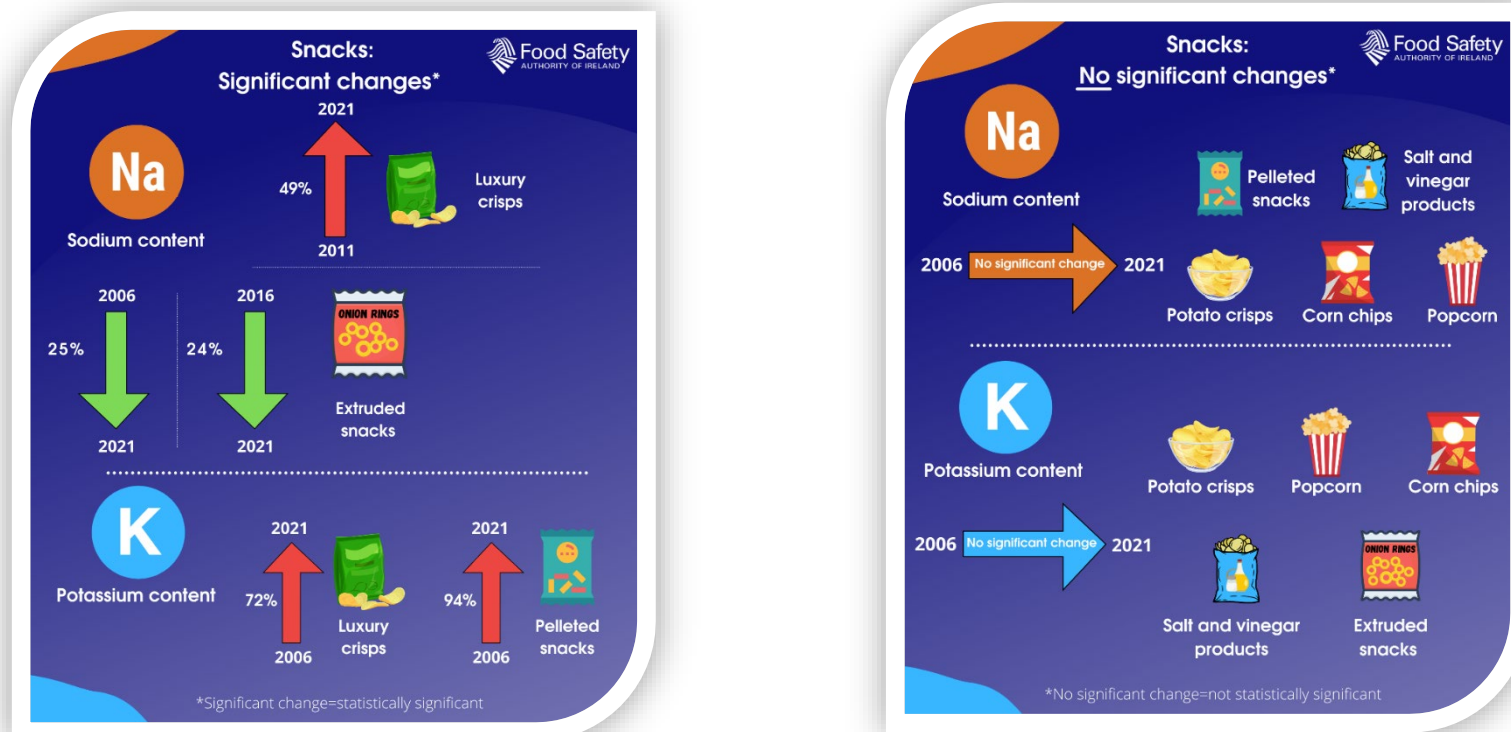 Snacks:
Significant changes*
Food Safety
AUTHORITY OF IRELAND
2021
Na
49%
Luxury
crisps
Sodium content
2011
2006
2016
ONION RINGS
25%
24%
Extruded
snacks
2021
2021
K
2021
2021
Potassium content
72%
94%
Luxury
crisps
Pelleted
snacks
2006
2006
*Significant change=statistically significant
Snacks:
No significant changes*
Food Safety
AUTHORITY OF IRELAND
Na
Sodium content
Pelleted
snacks
Salt and
vinegar
products
2006 No significant change 2021
Potato crisps
Corn chips
Popcorn
K
Potassium content
Potato crisps
Popcorn
Corn chips
2006 No significant change 2021
ONION RINGS
Salt and vinegar
products
Extruded
snacks
*No significant change=not statistically significant